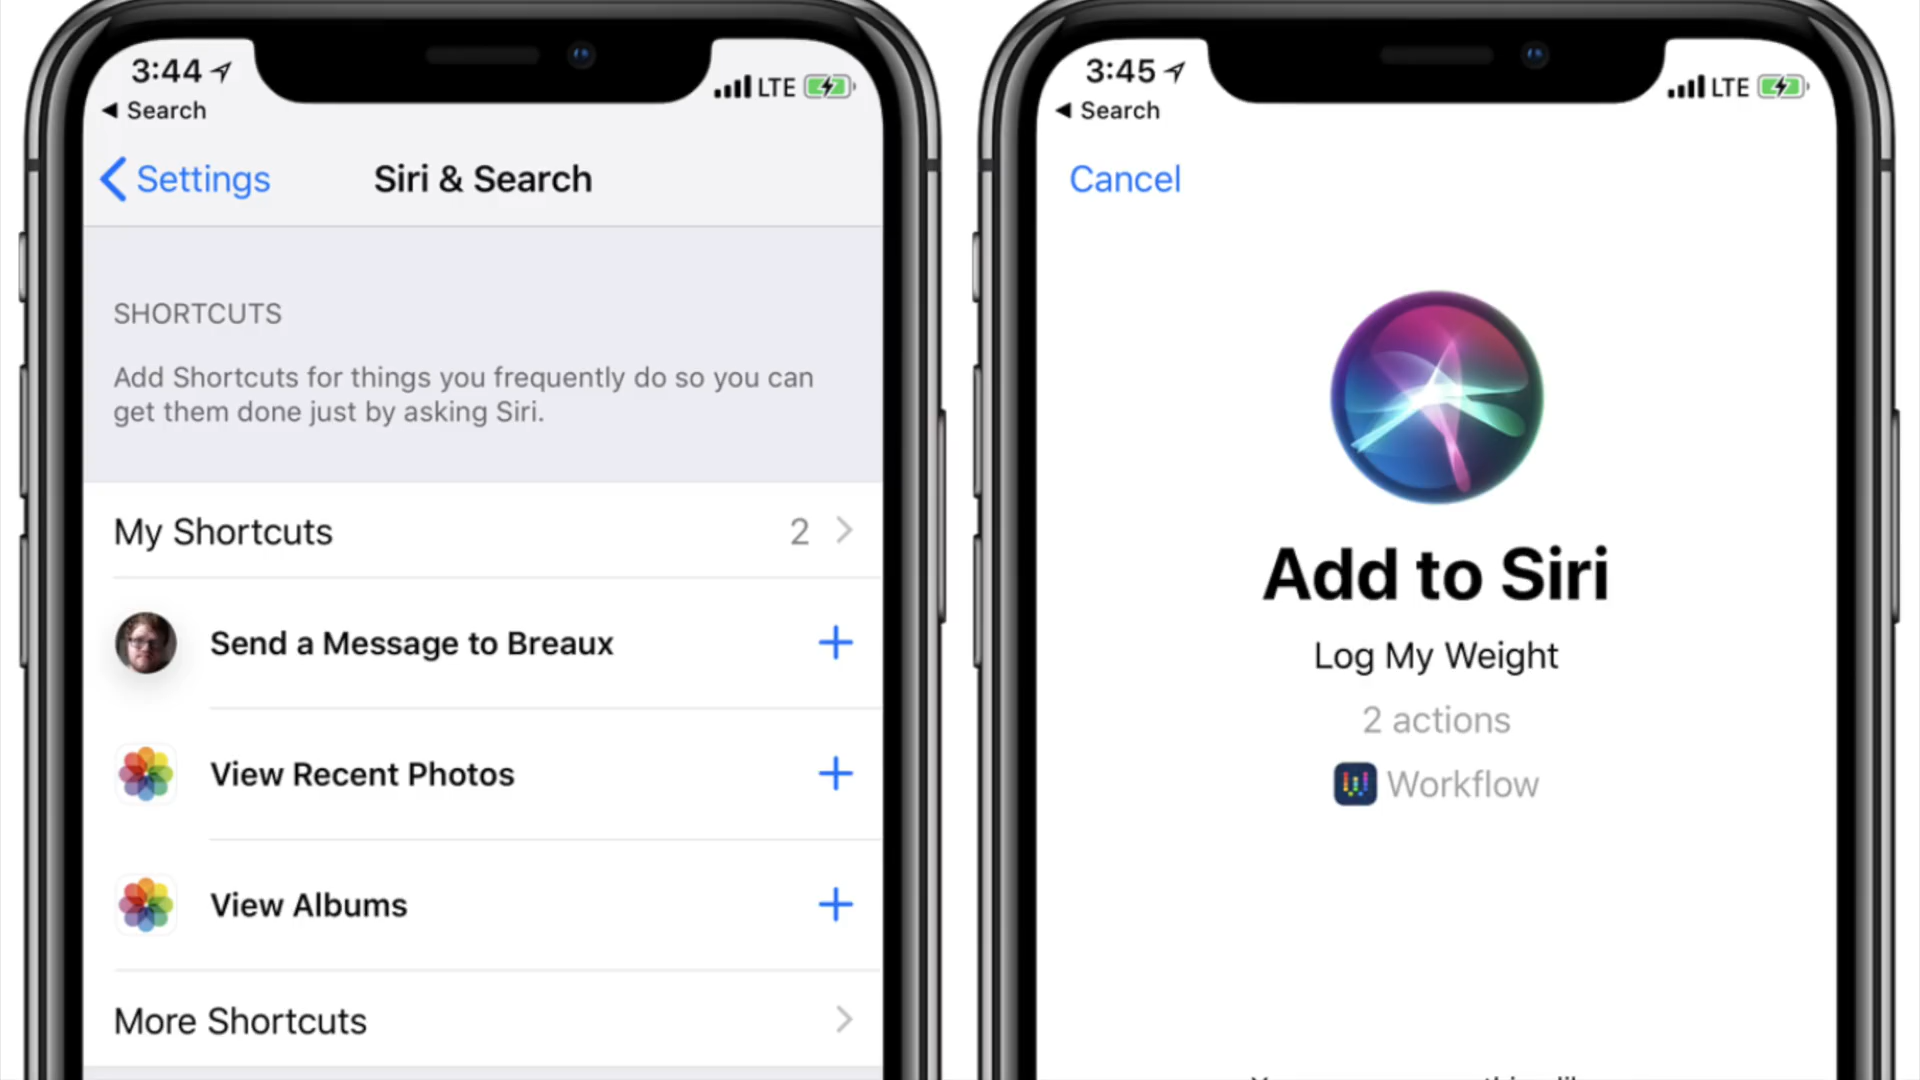 3:44
LTE
Search
Settings
Siri & Search
SHORTCUTS
Add Shortcuts for things you frequently do so you can
get them done just by asking Siri.
My Shortcuts 2
Send a Message to Breaux
View Recent Photos
View Albums
More Shortcuts
3:45
LTE
Search
Cancel
Add to Siri
Log My Weight
2 actions
Workflow